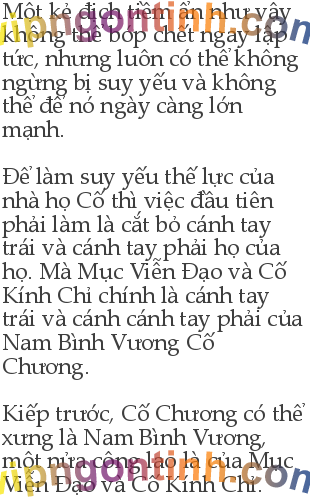 Một kẻ địch tiềm ẩn như vậy
không thể bóp chết ngay lập
tức, nhưng luôn có thể không
ngừng bị suy yếu và không
thể để nó ngày càng lớn
mạnh.
Để làm suy yếu thế lực của
nhà họ Cố thì việc đầu tiên
phải làm là cắt bỏ cánh tay
trái và cánh tay phải họ của
họ. Mà Mục Viễn Đạo và Cố
Kính Chi chính là cánh tay
trái và cánh cánh tay phải của
Nam Bình Vương Cố
Chương.
Kiếp trước, Cố Chương có thể
xưng là Nam Bình Vương,
một nửa công lao là của Mục
Viễn Đạo và Cố Kính Chi.
vipngontinh.com
vipngontinh.com